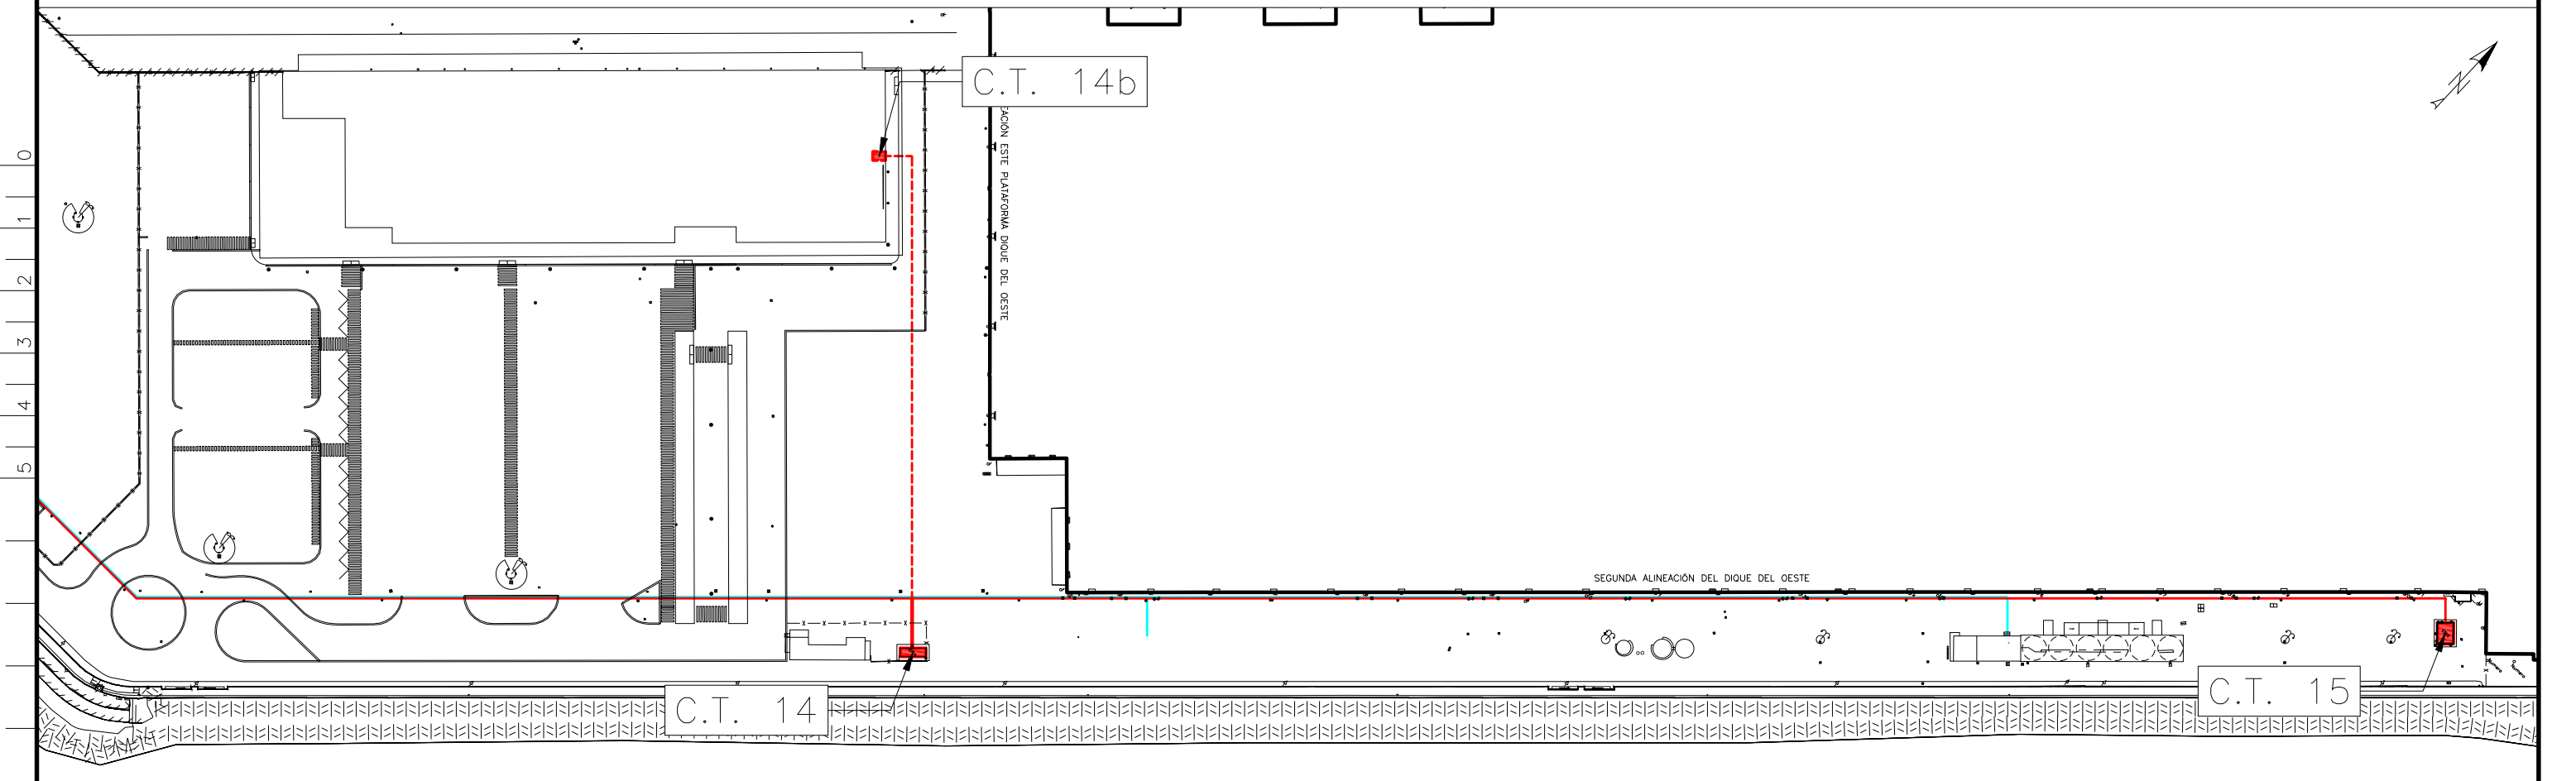 C.T. 14b
N
ACIÓN ESTE PLATAFORMA DIQUE DEL OESTE
0
1
2
3
4
5
SEGUNDA ALINEACIÓN DEL DIQUE DEL OESTE
C.T. 14
C.T. 15